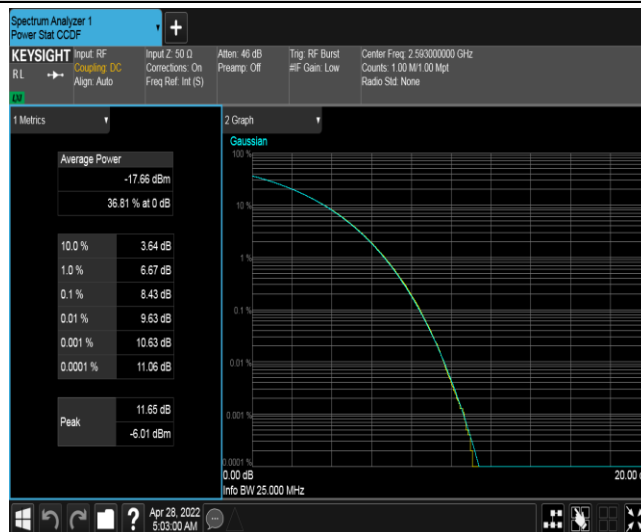 Spectrum Analyzer 1
Power Stat CCDF
KEYSIGHT
RL
LXI
Input: RF
Coupling: DC
Align: Auto
Input Z: 50 Ω
Corrections: On
Freq Ref: Int (S)
Atten: 46 dB
Preamp: Off
Trig: RF Burst
#IF Gain: Low
Center Freq: 2.593000000 GHz
Counts: 1.00 M/1.00 Mpt
Radio Std: None
1 Metrics
Average Power
-17.66 dBm
36.81 % at 0 dB
10.0 % 3.64 dB
1.0 % 6.67 dB
0.1 % 8.43 dB
0.01 % 9.63 dB
0.001 % 10.63 dB
0.0001 % 11.06 dB
Peak 11.65 dB
-6.01 dBm
2 Graph
Gaussian
100 %
10 %
1 %
0.1 %
0.01 %
0.001 %
0.0001 %
0.00 dB
20.00
Info BW 25.000 MHz
?
Apr 28, 2022
5:03:00 AM